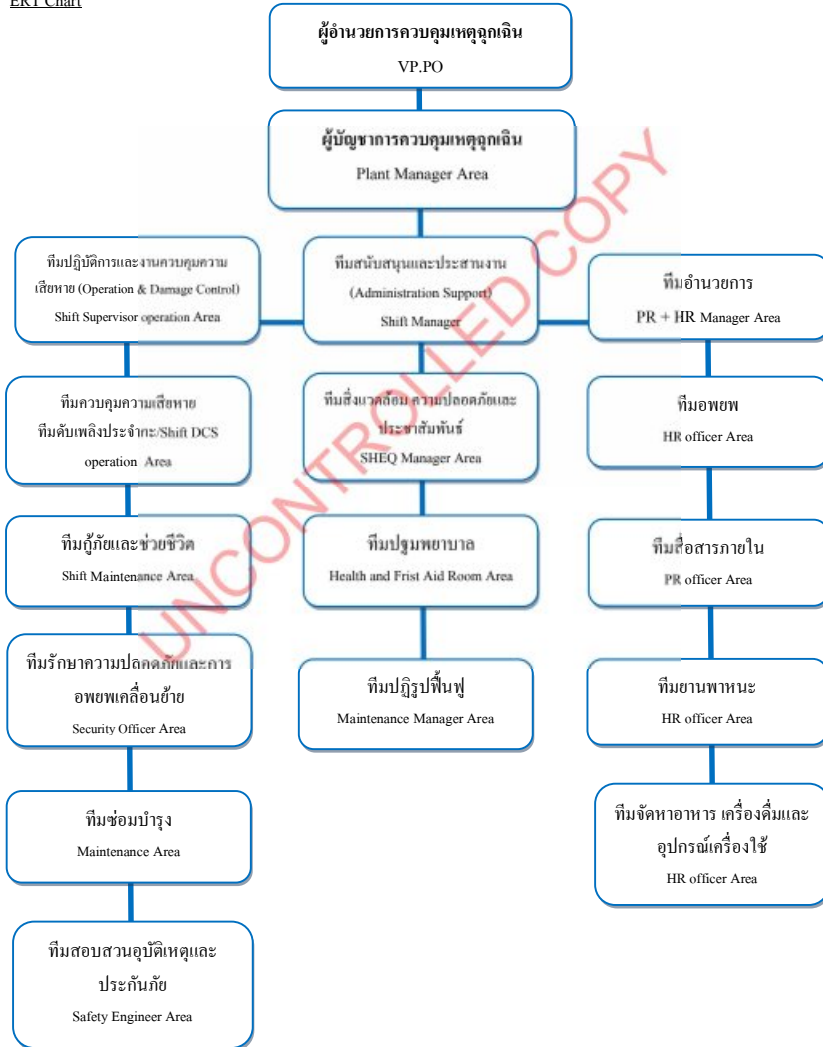 ERT Chart
ผู้อำนวยการควบคุมเหตุฉุกเฉิน
VP.PO
ผู้บัญชาการควบคุมเหตุฉุกเฉิน
Plant Manager Area
ทีมปฏิบัติการและงานควบคุมความ
เสียหาย (Operation & Damage Control)
Shift Supervisor operation Area
ทีมสนับสนุนและประสานงาน
(Administration Support)
Shift Manager
ทีมอำนวยการ
PR + HR Manager Area
ทีมควบคุมความเสียหาย
ทีมดับเพลิงประจำกะ/Shift DCS
operation Area
ทีมสิ่งแวดล้อม ความปลอดภัยและ
ประชาสัมพันธ์
SHEQ Manager Area
ทีมอพยพ
HR officer Area
ทีมกู้ภัยและช่วยชีวิต
Shift Maintenance Area
ทีมปฐมพยาบาล
Health and Frist Aid Room Area
ทีมสื่อสารภายใน
PR officer Area
ทีมรักษาความปลอดภัยและการ
อพยพเคลื่อนย้าย
Security Officer Area
ทีมปฏิรูปฟื้นฟู
Maintenance Manager Area
ทีมยานพาหนะ
HR officer Area
ทีมซ่อมบำรุง
Maintenance Area
ทีมจัดหาอาหาร เครื่องดื่มและ
อุปกรณ์เครื่องใช้
HR officer Area
ทีมสอบสวนอุบัติเหตุและ
ประกันภัย
Safety Engineer Area
UNCONTROLLED COPY